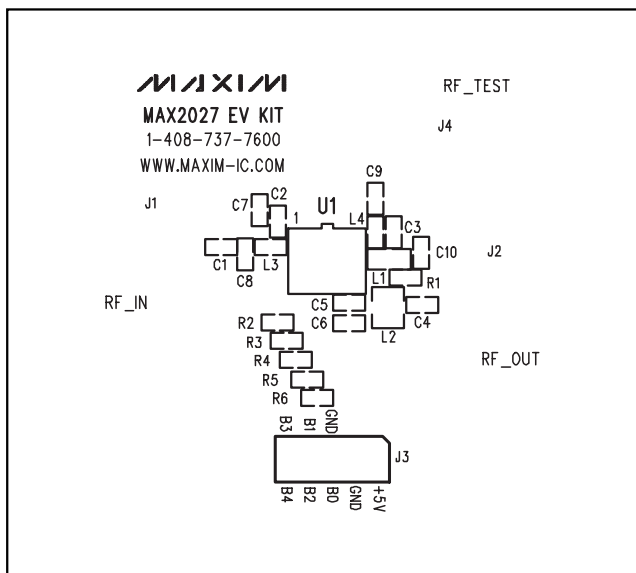 MAXIM
RF_TEST
MAX2027 EV KIT
J4
1-408-737-7600
WWW.MAXIM-IC.COM
C9
J1
C7
C2
U1
L4
1
C3
C1
C8
L3
C10
J2
L1
R1
RF_IN
C5
C4
R2
C6
L2
R3
R4
RF_OUT
R5
R6
B3
B1
GND
J3
B4
B2
B0
GND
+5V